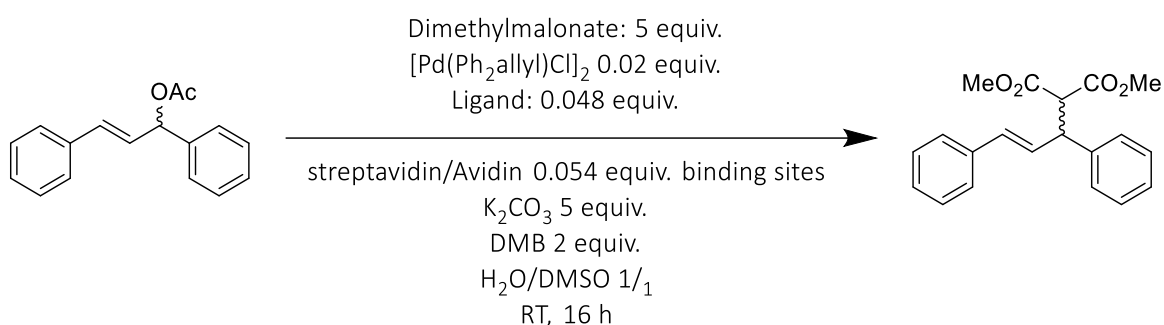 Dimethylmalonate: 5 equiv.
[Pd(Ph₂allyl)Cl]₂ 0.02 equiv.
Ligand: 0.048 equiv.
OAc
streptavidin/Avidin 0.054 equiv. binding sites
K₂CO₃ 5 equiv.
DMB 2 equiv.
H₂O/DMSO 1/₁
RT, 16 h
MeO₂C CO₂Me